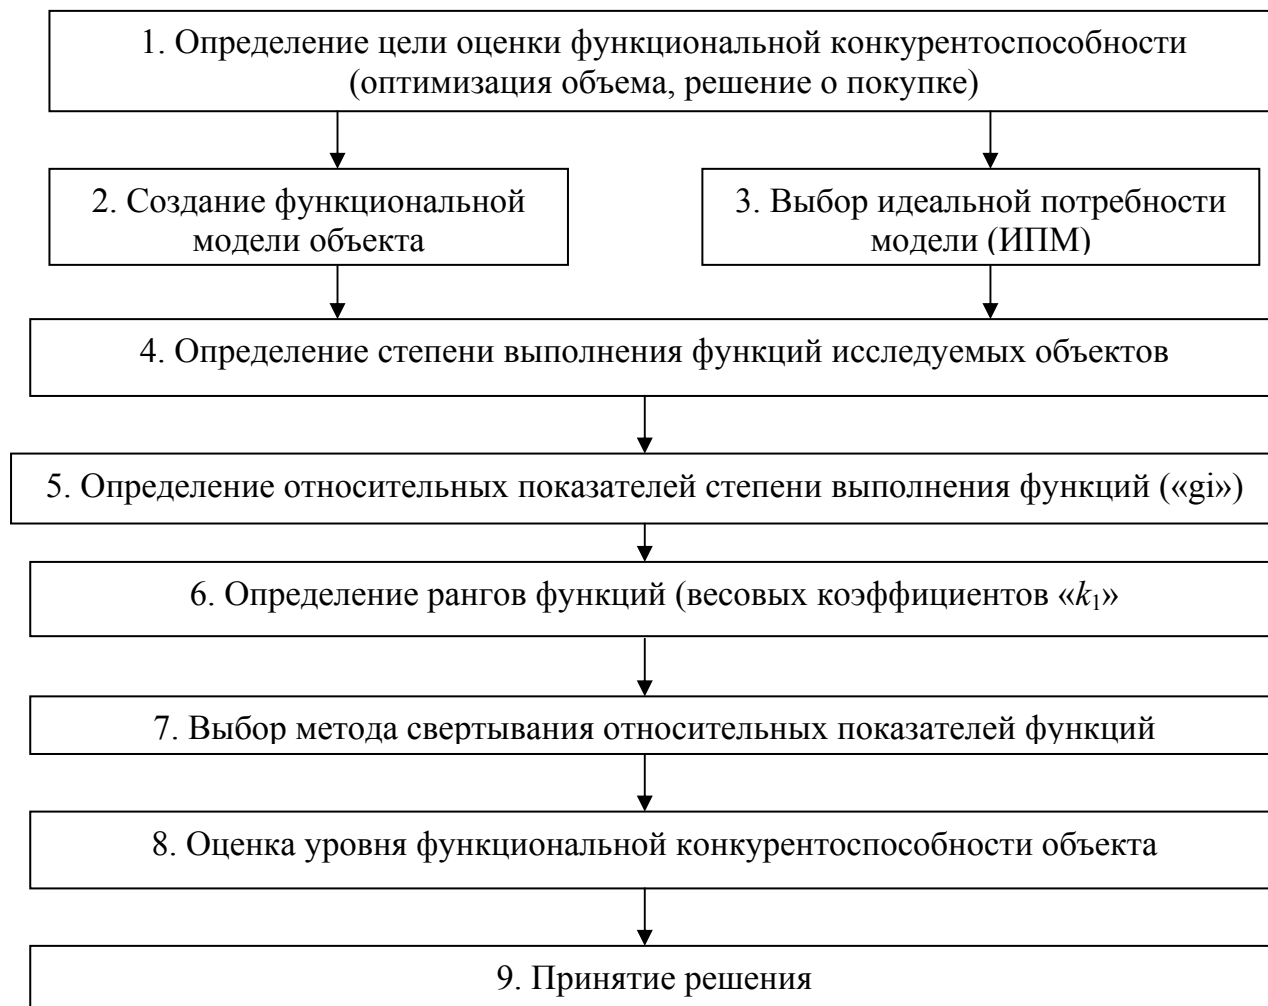 1. Определение цели оценки функциональной конкурентоспособности
(оптимизация объема, решение о покупке)
2. Создание функциональной
модели объекта
3. Выбор идеальной потребности
модели (ИПМ)
4. Определение степени выполнения функций исследуемых объектов
5. Определение относительных показателей степени выполнения функций («gi»)
6. Определение рангов функций (весовых коэффициентов «k₁»
7. Выбор метода свертывания относительных показателей функций
8. Оценка уровня функциональной конкурентоспособности объекта
9. Принятие решения